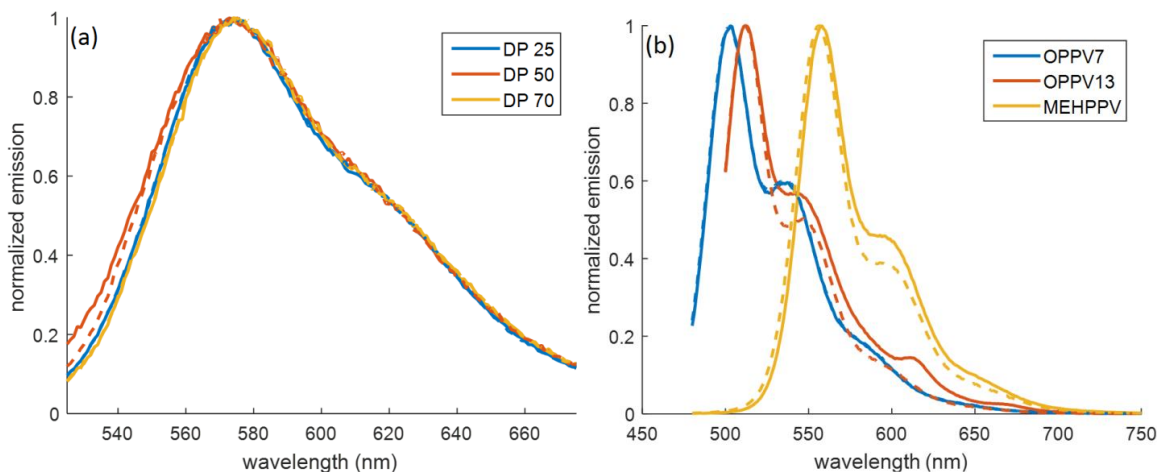 (a)
DP 25
DP 50
DP 70
1
0.8
0.6
0.4
0.2
0
normalized emission
540 560 580 600 620 640 660
wavelength (nm)
(b)
OPPV7
OPPV13
MEHPPV
1
0.8
0.6
0.4
0.2
0
normalized emission
450 500 550 600 650 700 750
wavelength (nm)